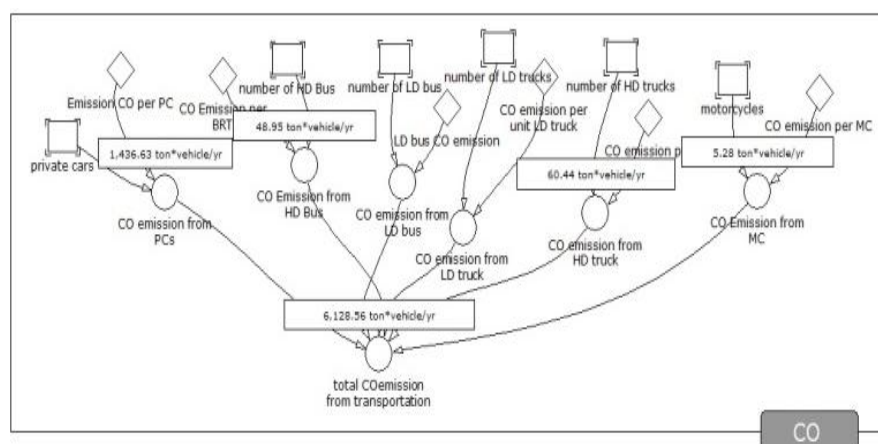 number of HD Bus
number of LD bus
number of LD trucks
number of HD trucks
motorcycles
Emission CO per PC
CO Emission per
BRT
48.95 ton*vehicle/yr
LD bus CO emission
CO emission per
unit LD truck
CO emission p
CO emission per MC
private cars
1,436.63 ton*vehicle/yr
60.44 ton*vehicle/yr
5.28 ton*vehicle/yr
CO emission from
PCs
CO Emission from
HD Bus
CO emission from
LD bus
CO emission from
LD truck
CO emission from
HD truck
CO Emission from
MC
6,128.56 ton*vehicle/yr
total COemission
from transportation
CO